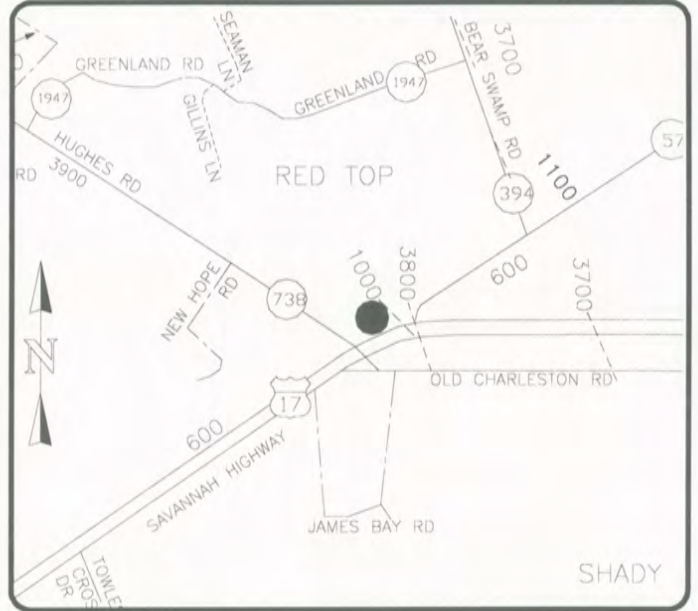 SEAMAN LN
GREENLAND RD
1947
GILLINS LN
GREENLAND RD
1947
3700
BEAR SWAMP RD
394
1100
57
HUGHES RD
3900
RD
RED TOP
600
NEW HOPE RD
738
1000
3800
3700
N
17
OLD CHARLESTON RD
600
SAVANNAH HIGHWAY
JAMES BAY RD
TOWLE
CROS
DR
SHADY